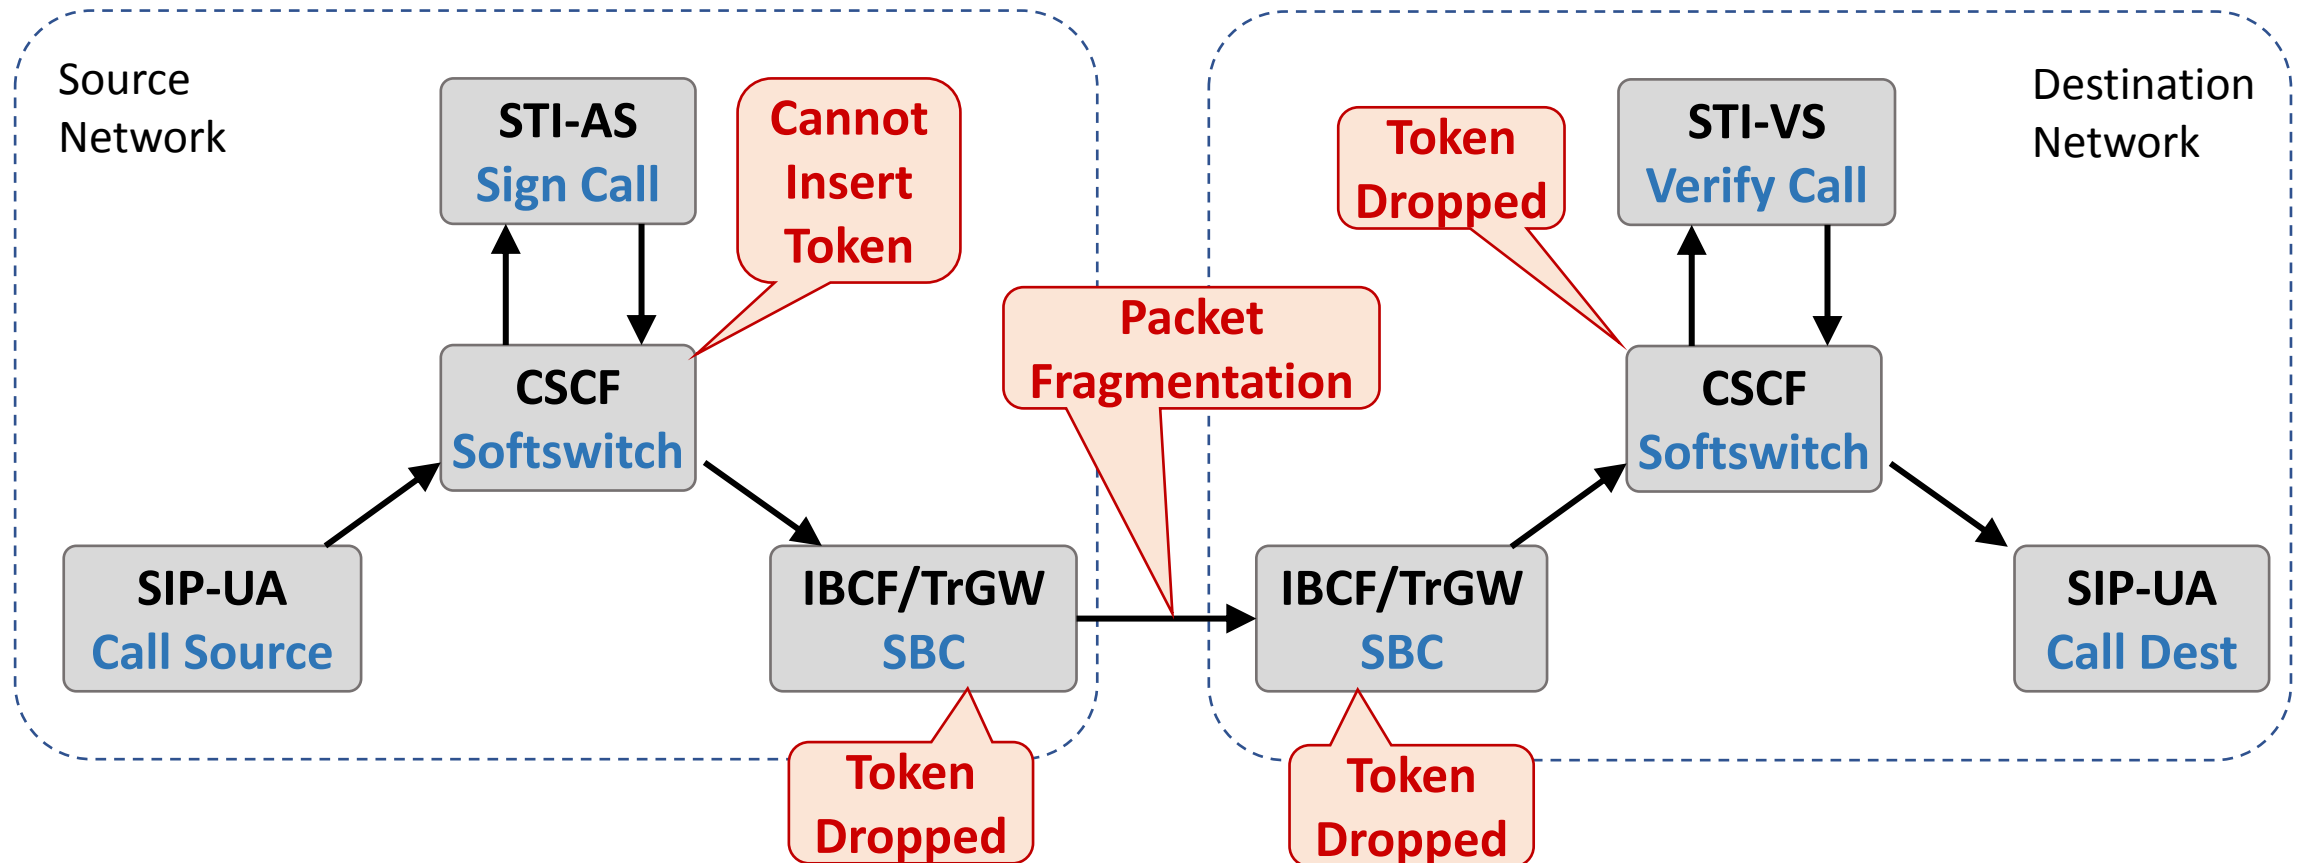 Source
Network
STI-AS
Sign Call
Cannot
Insert
Token
Token
Dropped
STI-VS
Verify Call
Destination
Network
Packet
Fragmentation
CSCF
Softswitch
CSCF
Softswitch
SIP-UA
Call Source
IBCF/TrGW
SBC
IBCF/TrGW
SBC
SIP-UA
Call Dest
Token
Dropped
Token
Dropped